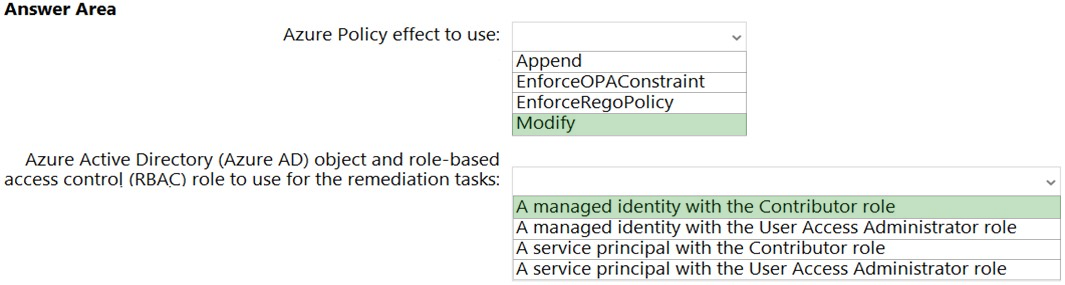 Answer Area
Azure Policy effect to use:
Append
EnforceOPAConstraint
EnforceRegoPolicy
Modify
Azure Active Directory (Azure AD) object and role-based
access control (RBAC) role to use for the remediation tasks:
A managed identity with the Contributor role
A managed identity with the User Access Administrator role
A service principal with the Contributor role
A service principal with the User Access Administrator role